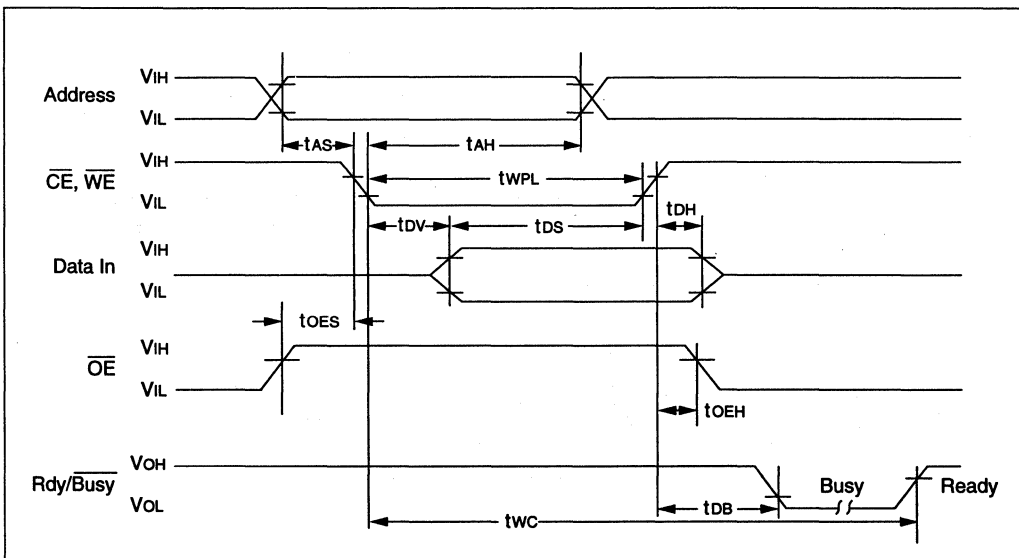 Address
VIH
VIL
tAS
tAH
CE, WE
VIH
VIL
tWPL
tDV
tDS
tDH
Data In
VIH
VIL
tOES
OE
VIH
VIL
tOEH
Rdy/Busy
VOH
VOL
tDB
Busy
Ready
tWC